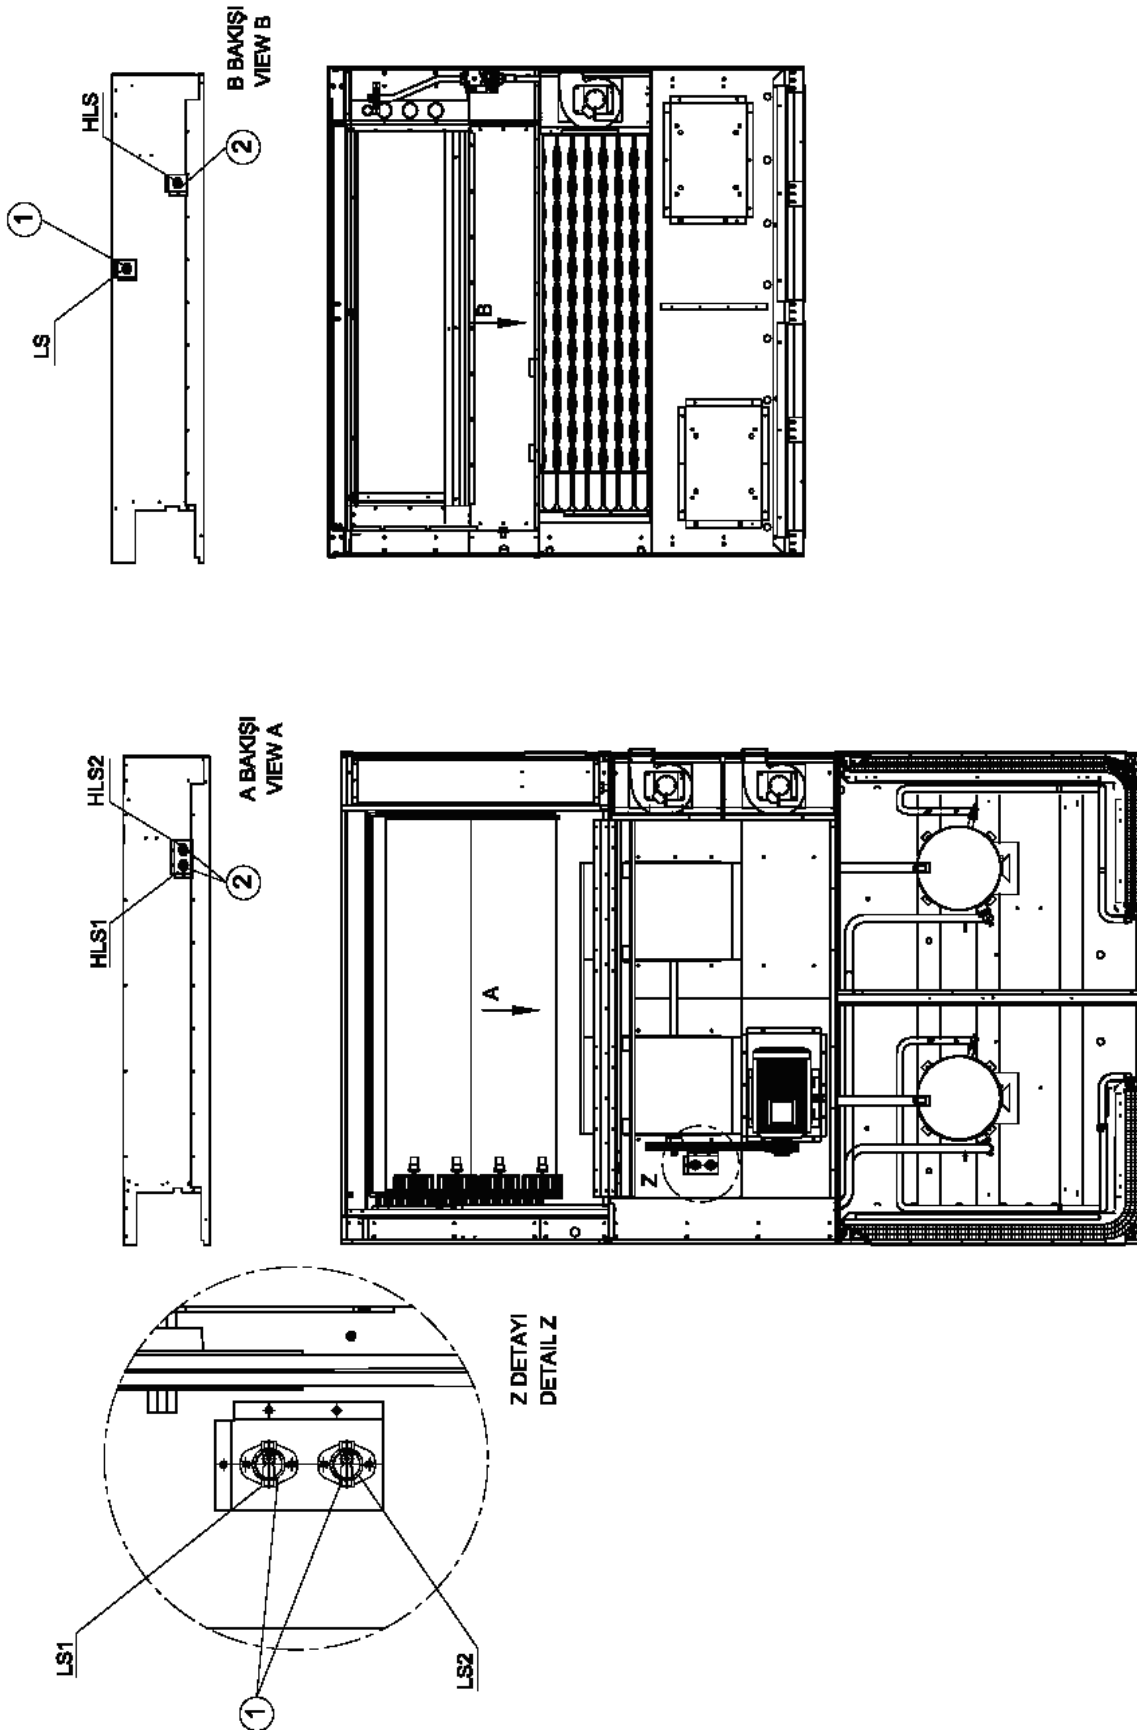 LS1
1
LS2
Z DETAYI
DETAIL Z
HLS1
HLS2
2
A BAKIŞI
VIEW A
A
Z
LS
1
HLS
2
B BAKIŞI
VIEW B
B